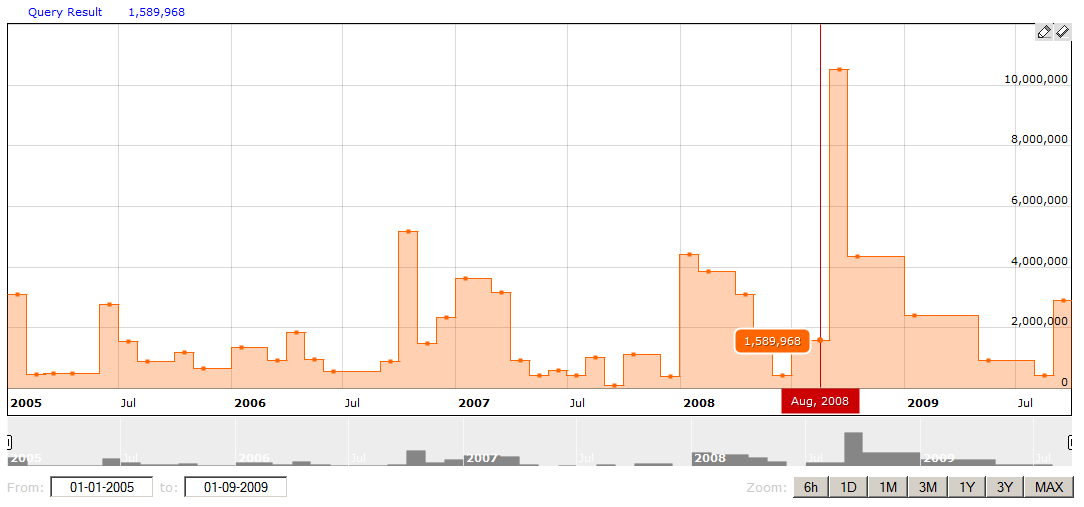 Query Result 1,589,968
10,000,000
8,000,000
6,000,000
4,000,000
2,000,000
1,589,968
0
2005 Jul 2006 Jul 2007 Jul 2008 Aug, 2008 2009 Jul
2005 Jul 2006 Jul 2007 Jul 2008 Jul 2009 Jul
From: 01-01-2005 to: 01-09-2009 Zoom: 6h 1D 1M 3M 1Y 3Y MAX